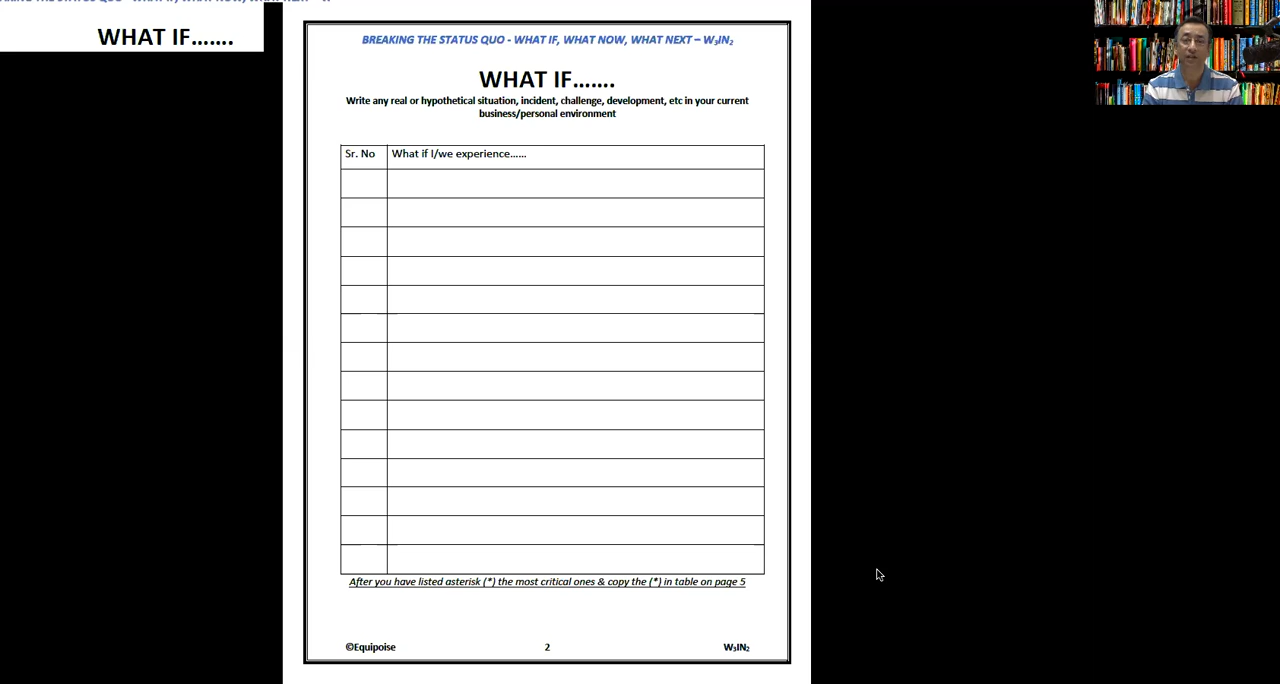 WHAT IF.......
BREAKING THE STATUS QUO - WHAT IF, WHAT NOW, WHAT NEXT – W₃IN₂
WHAT IF.......
Write any real or hypothetical situation, incident, challenge, development, etc in your current
business/personal environment
Sr. No What if I/we experience......
After you have listed asterisk (*) the most critical ones & copy the (*) in table on page 5
©Equipoise 2 W₃IN₂